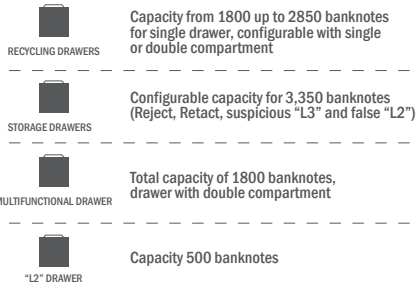 Capacity from 1800 up to 2850 banknotes
for single drawer, configurable with single
or double compartment
RECYCLING DRAWERS
Configurable capacity for 3,350 banknotes
(Reject, Retact, suspicious “L3” and false “L2”)
STORAGE DRAWERS
Total capacity of 1800 banknotes,
drawer with double compartment
MULTIFUNCTIONAL DRAWER
Capacity 500 banknotes
“L2” DRAWER